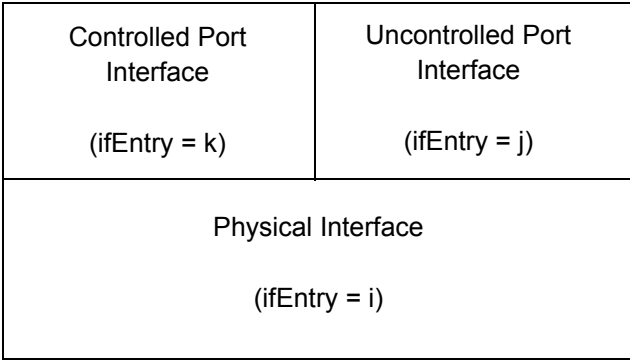 Controlled Port
Interface
(ifEntry = k)
Uncontrolled Port
Interface
(ifEntry = j)
Physical Interface
(ifEntry = i)